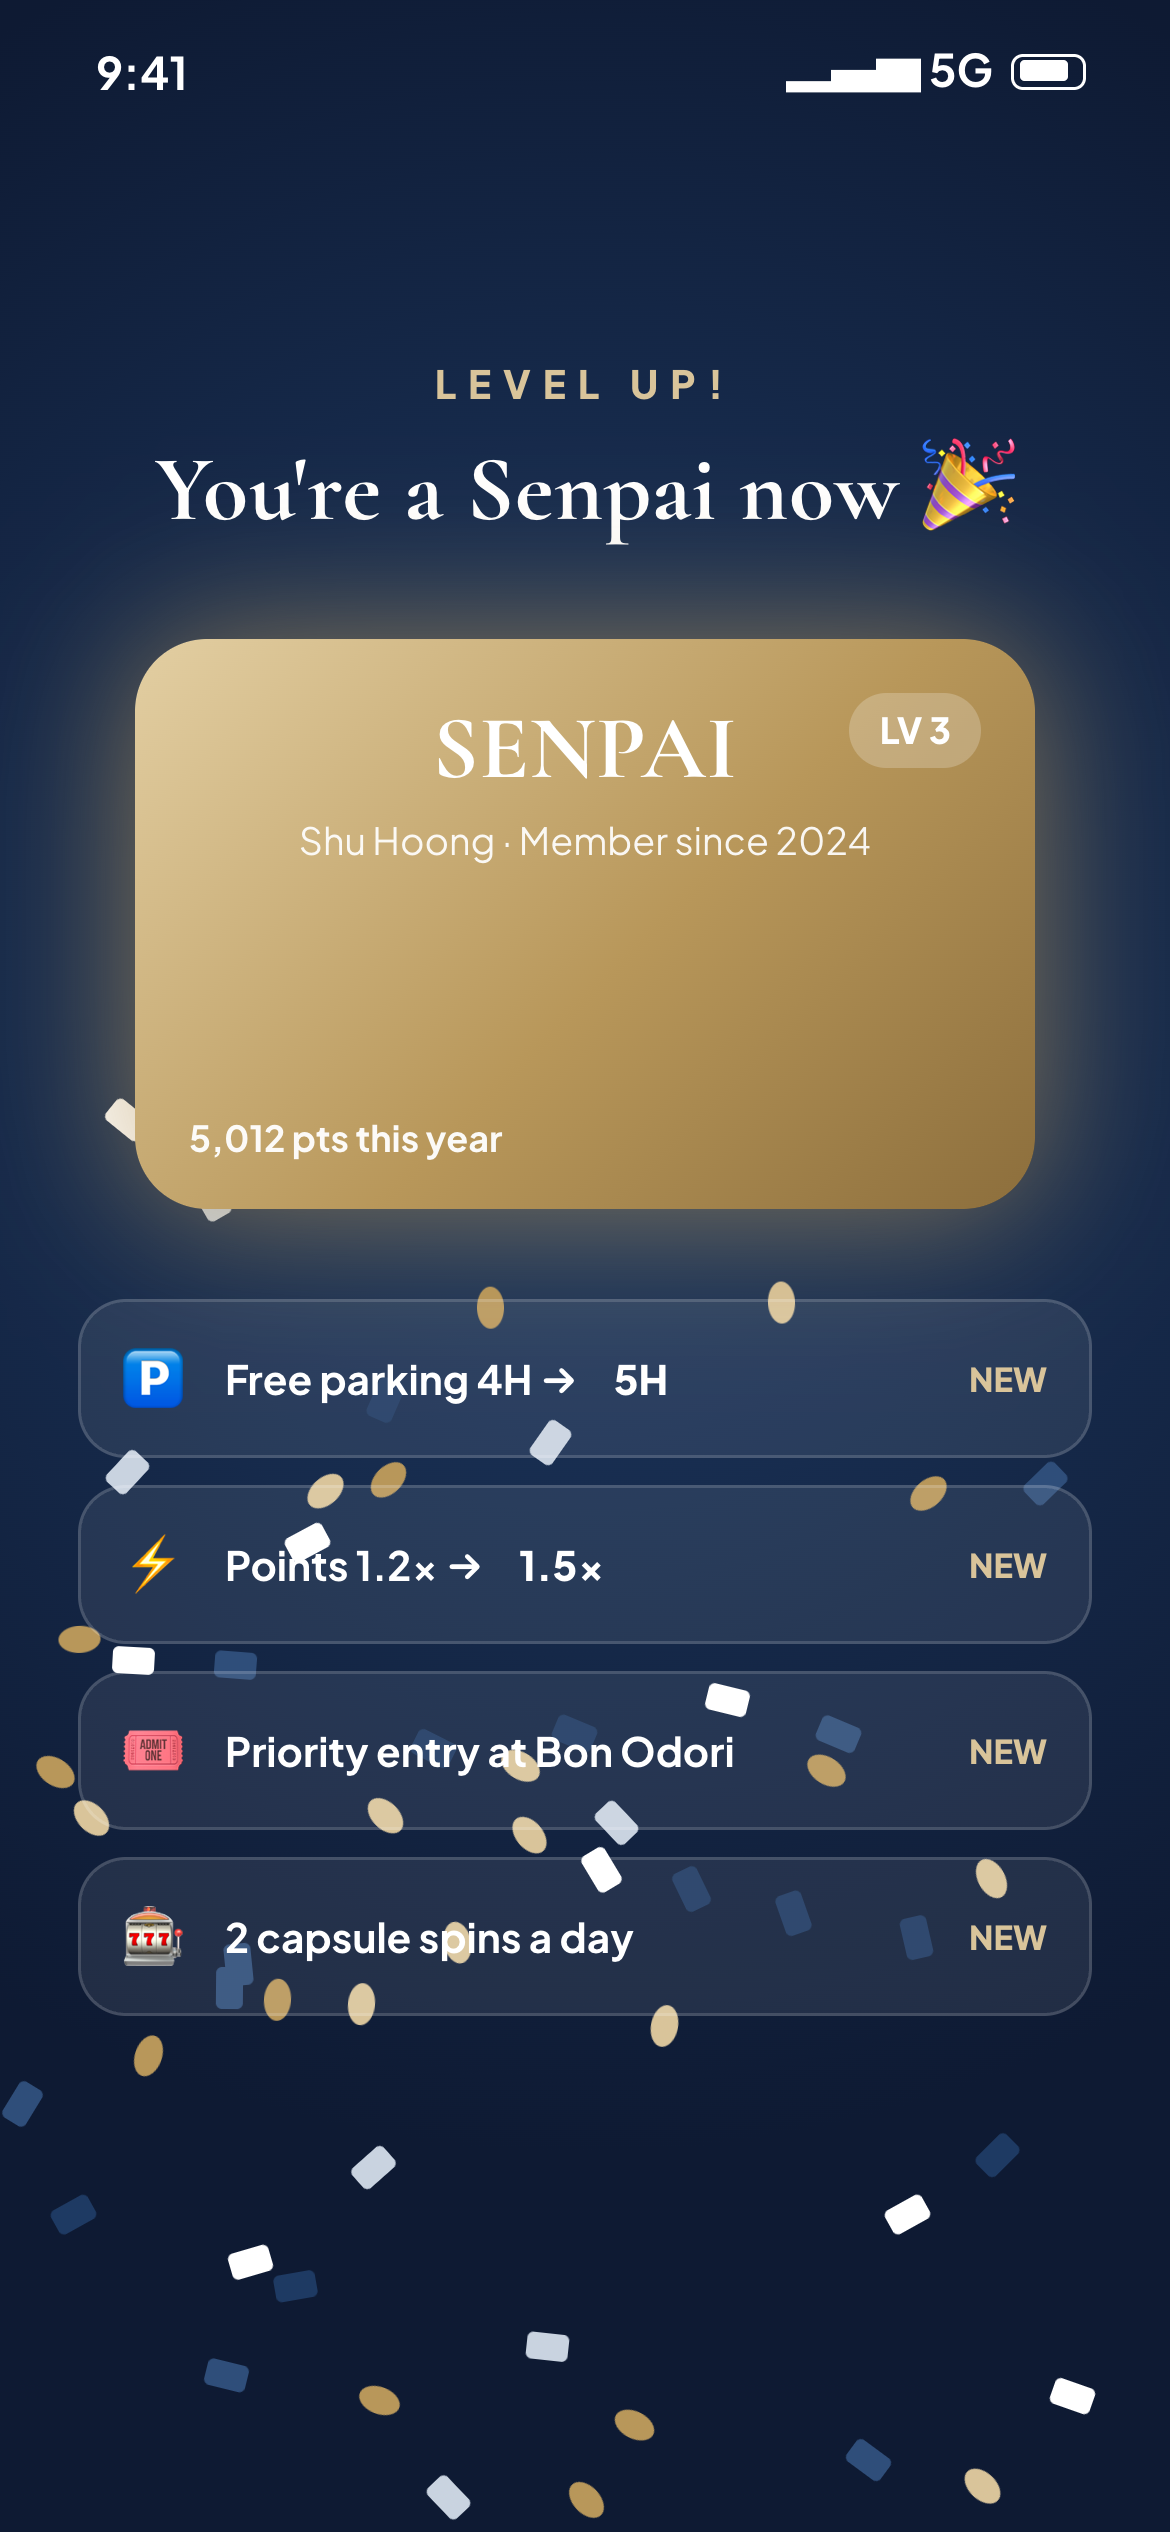 9:41
5G
LEVEL UP!
You're a Senpai now 🎉
SENPAI
LV 3
Shu Hoong · Member since 2024
5,012 pts this year
🅿️ Free parking 4H → 5H NEW
⚡ Points 1.2× → 1.5× NEW
🎟️ Priority entry at Bon Odori NEW
🎰 2 capsule spins a day NEW